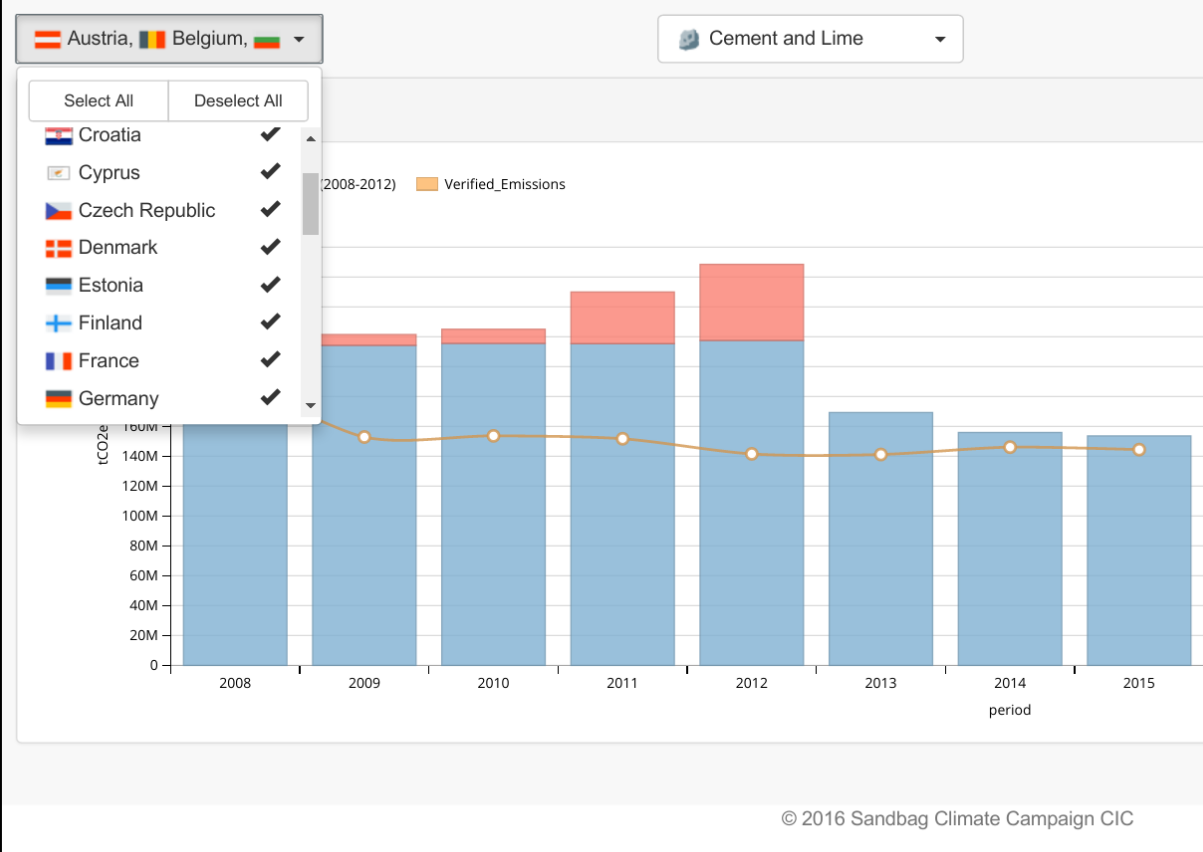 Austria, Belgium,
Cement and Lime
Select All
Deselect All
Croatia
Cyprus
Czech Republic
Denmark
Estonia
Finland
France
Germany
(2008-2012)
Verified_Emissions
tCO2e
160M
140M
120M
100M
80M
60M
40M
20M
0
2008
2009
2010
2011
2012
2013
2014
2015
period
© 2016 Sandbag Climate Campaign CIC